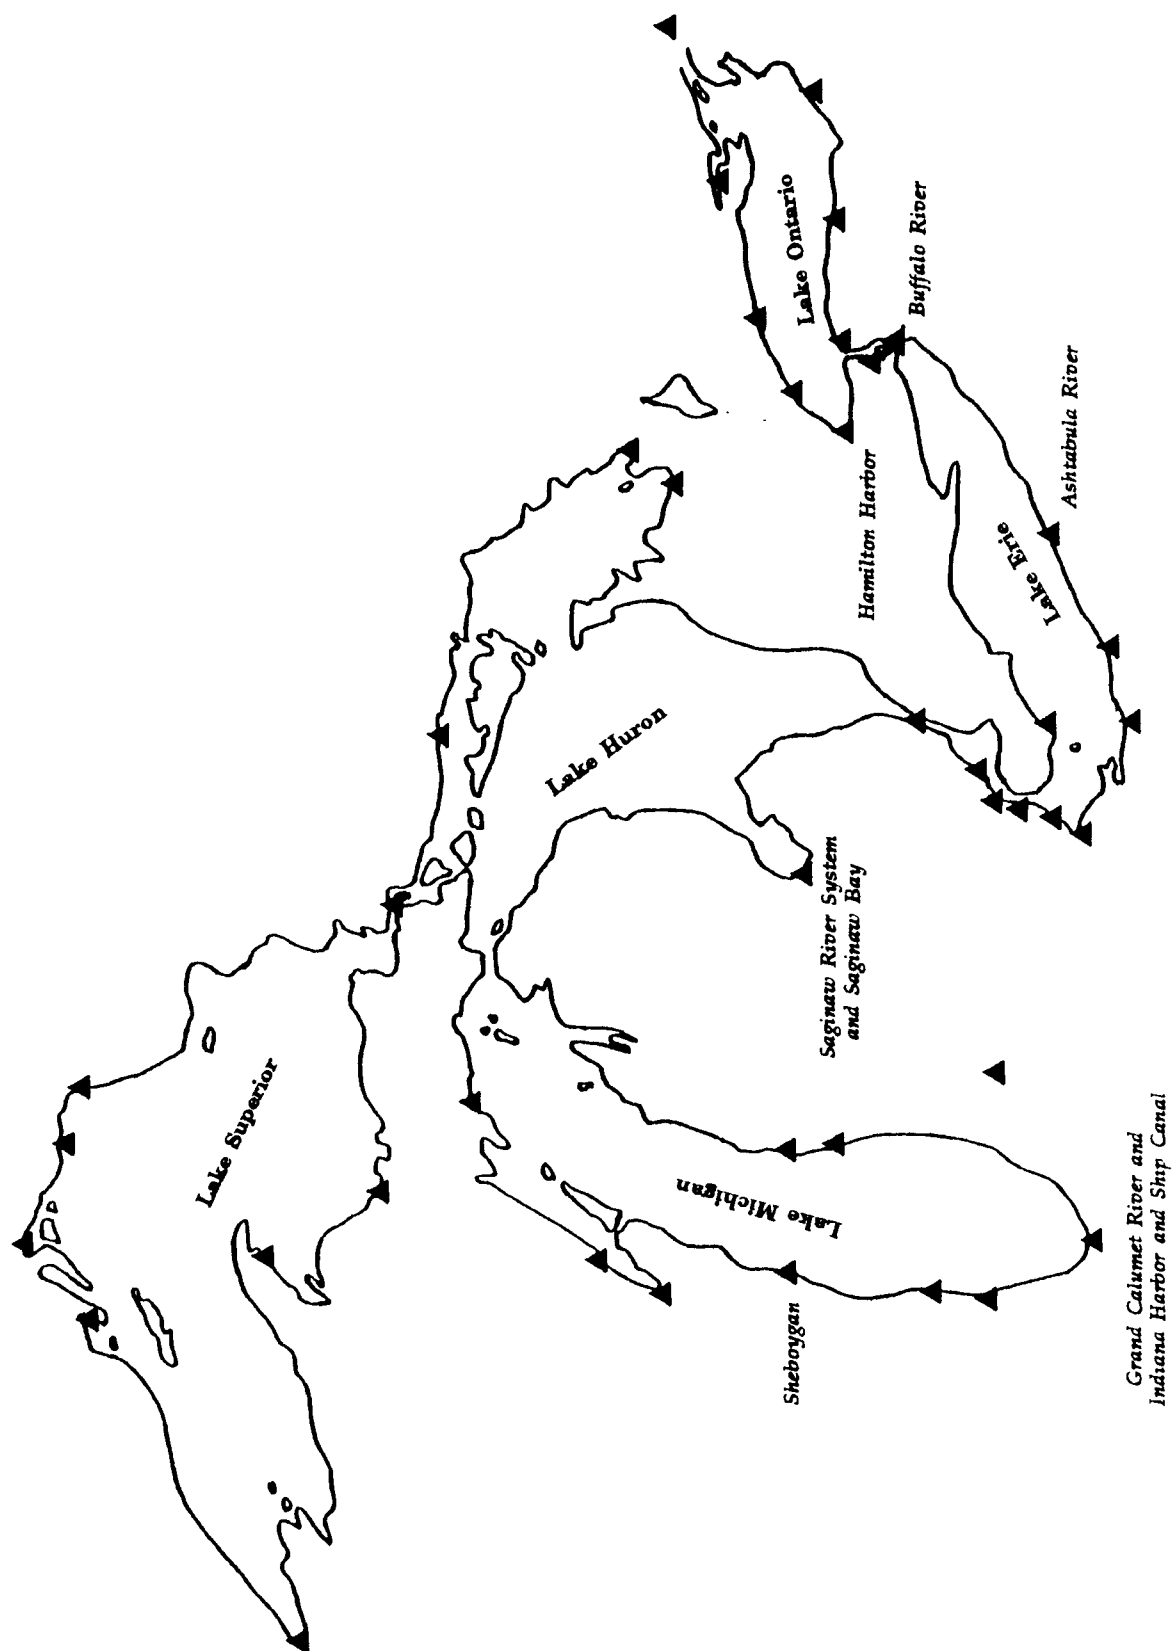 Lake Superior
Lake Michigan
Lake Huron
Lake Ontario
Lake Erie
Sheboygan
Grand Calumet River and
Indiana Harbor and Ship Canal
Saginaw River System
and Saginaw Bay
Hamilton Harbor
Ashtabula River
Buffalo River